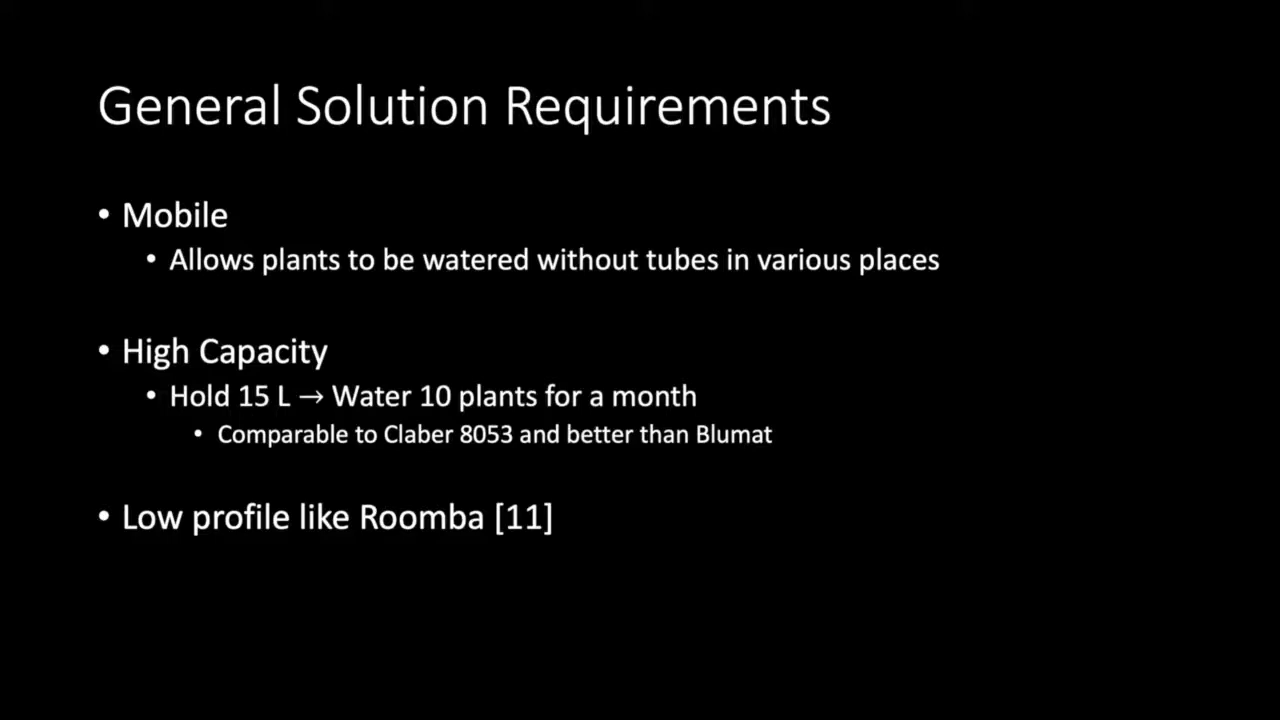 General Solution Requirements
• Mobile
• Allows plants to be watered without tubes in various places
• High Capacity
• Hold 15 L → Water 10 plants for a month
• Comparable to Claber 8053 and better than Blumat
• Low profile like Roomba [11]